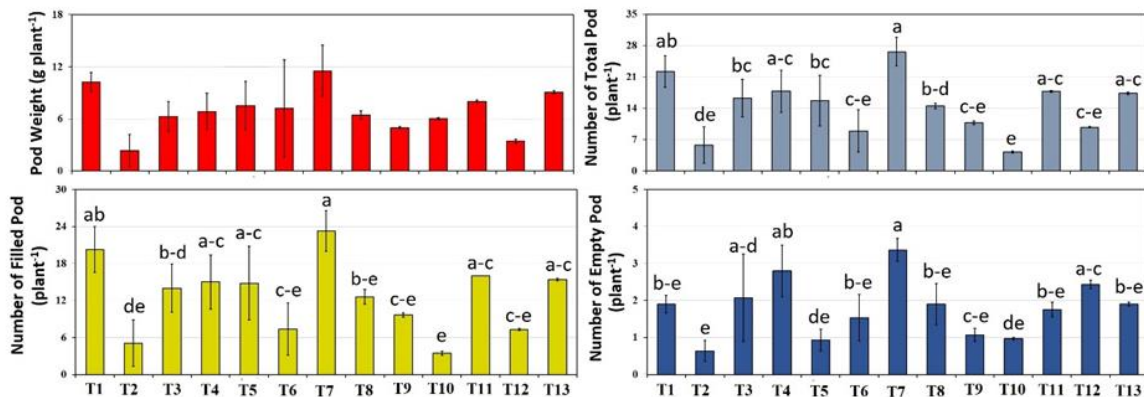 Pod Weight (g plant-1)
18
12
6
0
Number of Total Pod
(plant-1)
35
28
21
14
7
0
ab
de
bc
a-c
bc
c-e
a
b-d
c-e
e
a-c
c-e
a-c
Number of Filled Pod
(plant-1)
30
24
18
12
6
0
ab
de
b-d
a-c
a-c
c-e
a
b-e
c-e
e
a-c
c-e
a-c
T1 T2 T3 T4 T5 T6 T7 T8 T9 T10 T11 T12 T13
Number of Empty Pod
(plant-1)
5
4
3
2
1
0
b-e
e
a-d
ab
c-e
b-e
a
b-e
c-e
de
b-e
a-c
b-e
T1 T2 T3 T4 T5 T6 T7 T8 T9 T10 T11 T12 T13